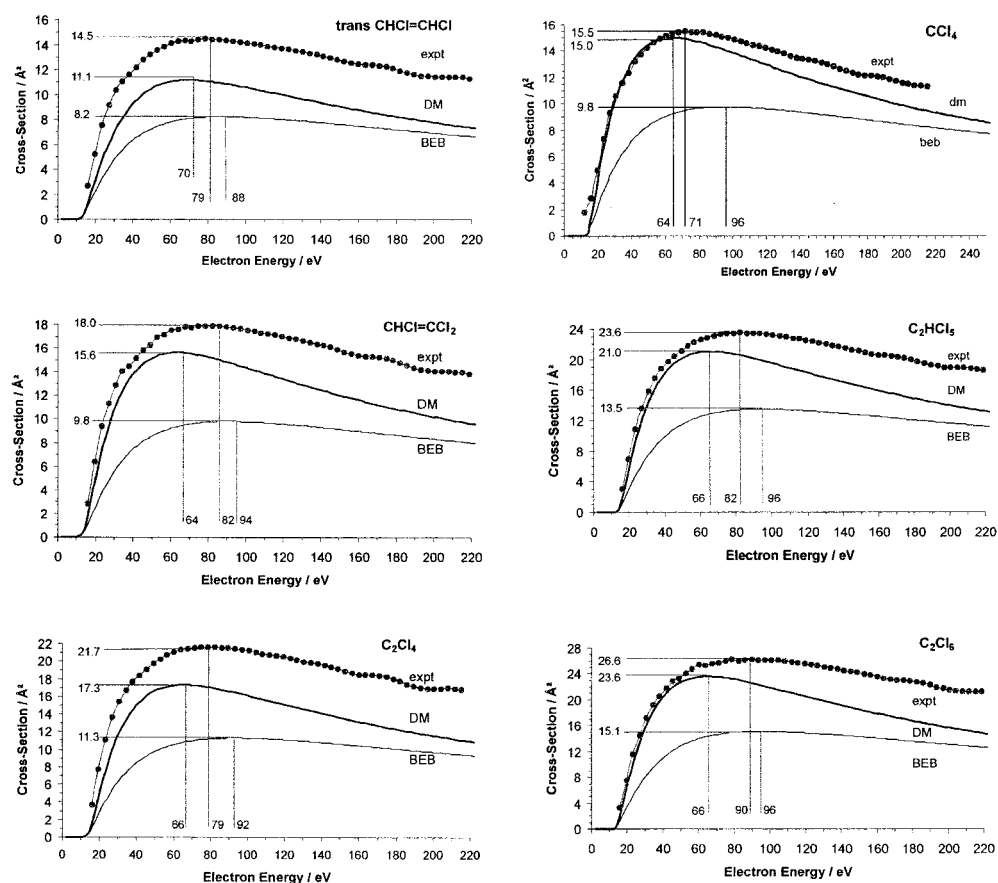 trans CHCl=CHCl
Cross-Section / Å²
16
14
12
10
8
6
4
2
0
14.5
11.1
8.2
expt
DM
BEB
70
79
88
0 20 40 60 80 100 120 140 160 180 200 220
Electron Energy / eV
CCl₄
Cross-Section / Å²
16
14
12
10
8
6
4
2
0
15.5
15.0
9.8
expt
dm
beb
64 71 96
0 20 40 60 80 100 120 140 160 180 200 220 240
Electron Energy / eV
CHCl=CCl₂
Cross-Section / Å²
18
16
14
12
10
8
6
4
2
0
18.0
15.6
9.8
expt
DM
BEB
64 82 94
0 20 40 60 80 100 120 140 160 180 200 220
Electron Energy / eV
C₂HCl₅
Cross-Section / Å²
24
20
16
12
8
4
0
23.6
21.0
13.5
expt
DM
BEB
66 82 96
0 20 40 60 80 100 120 140 160 180 200 220
Electron Energy / eV
C₂Cl₄
Cross-Section / Å²
22
20
18
16
14
12
10
8
6
4
2
0
21.7
17.3
11.3
expt
DM
BEB
66 79 92
0 20 40 60 80 100 120 140 160 180 200 220
Electron Energy / eV
C₂Cl₆
Cross-Section / Å²
28
24
20
16
12
8
4
0
26.6
23.6
15.1
expt
DM
BEB
66 90 96
0 20 40 60 80 100 120 140 160 180 200 220
Electron Energy / eV